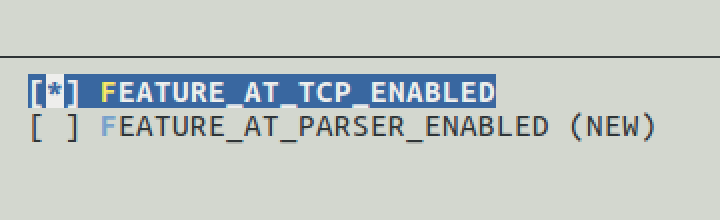 [*] FEATURE_AT_TCP_ENABLED
[ ] FEATURE_AT_PARSER_ENABLED (NEW)